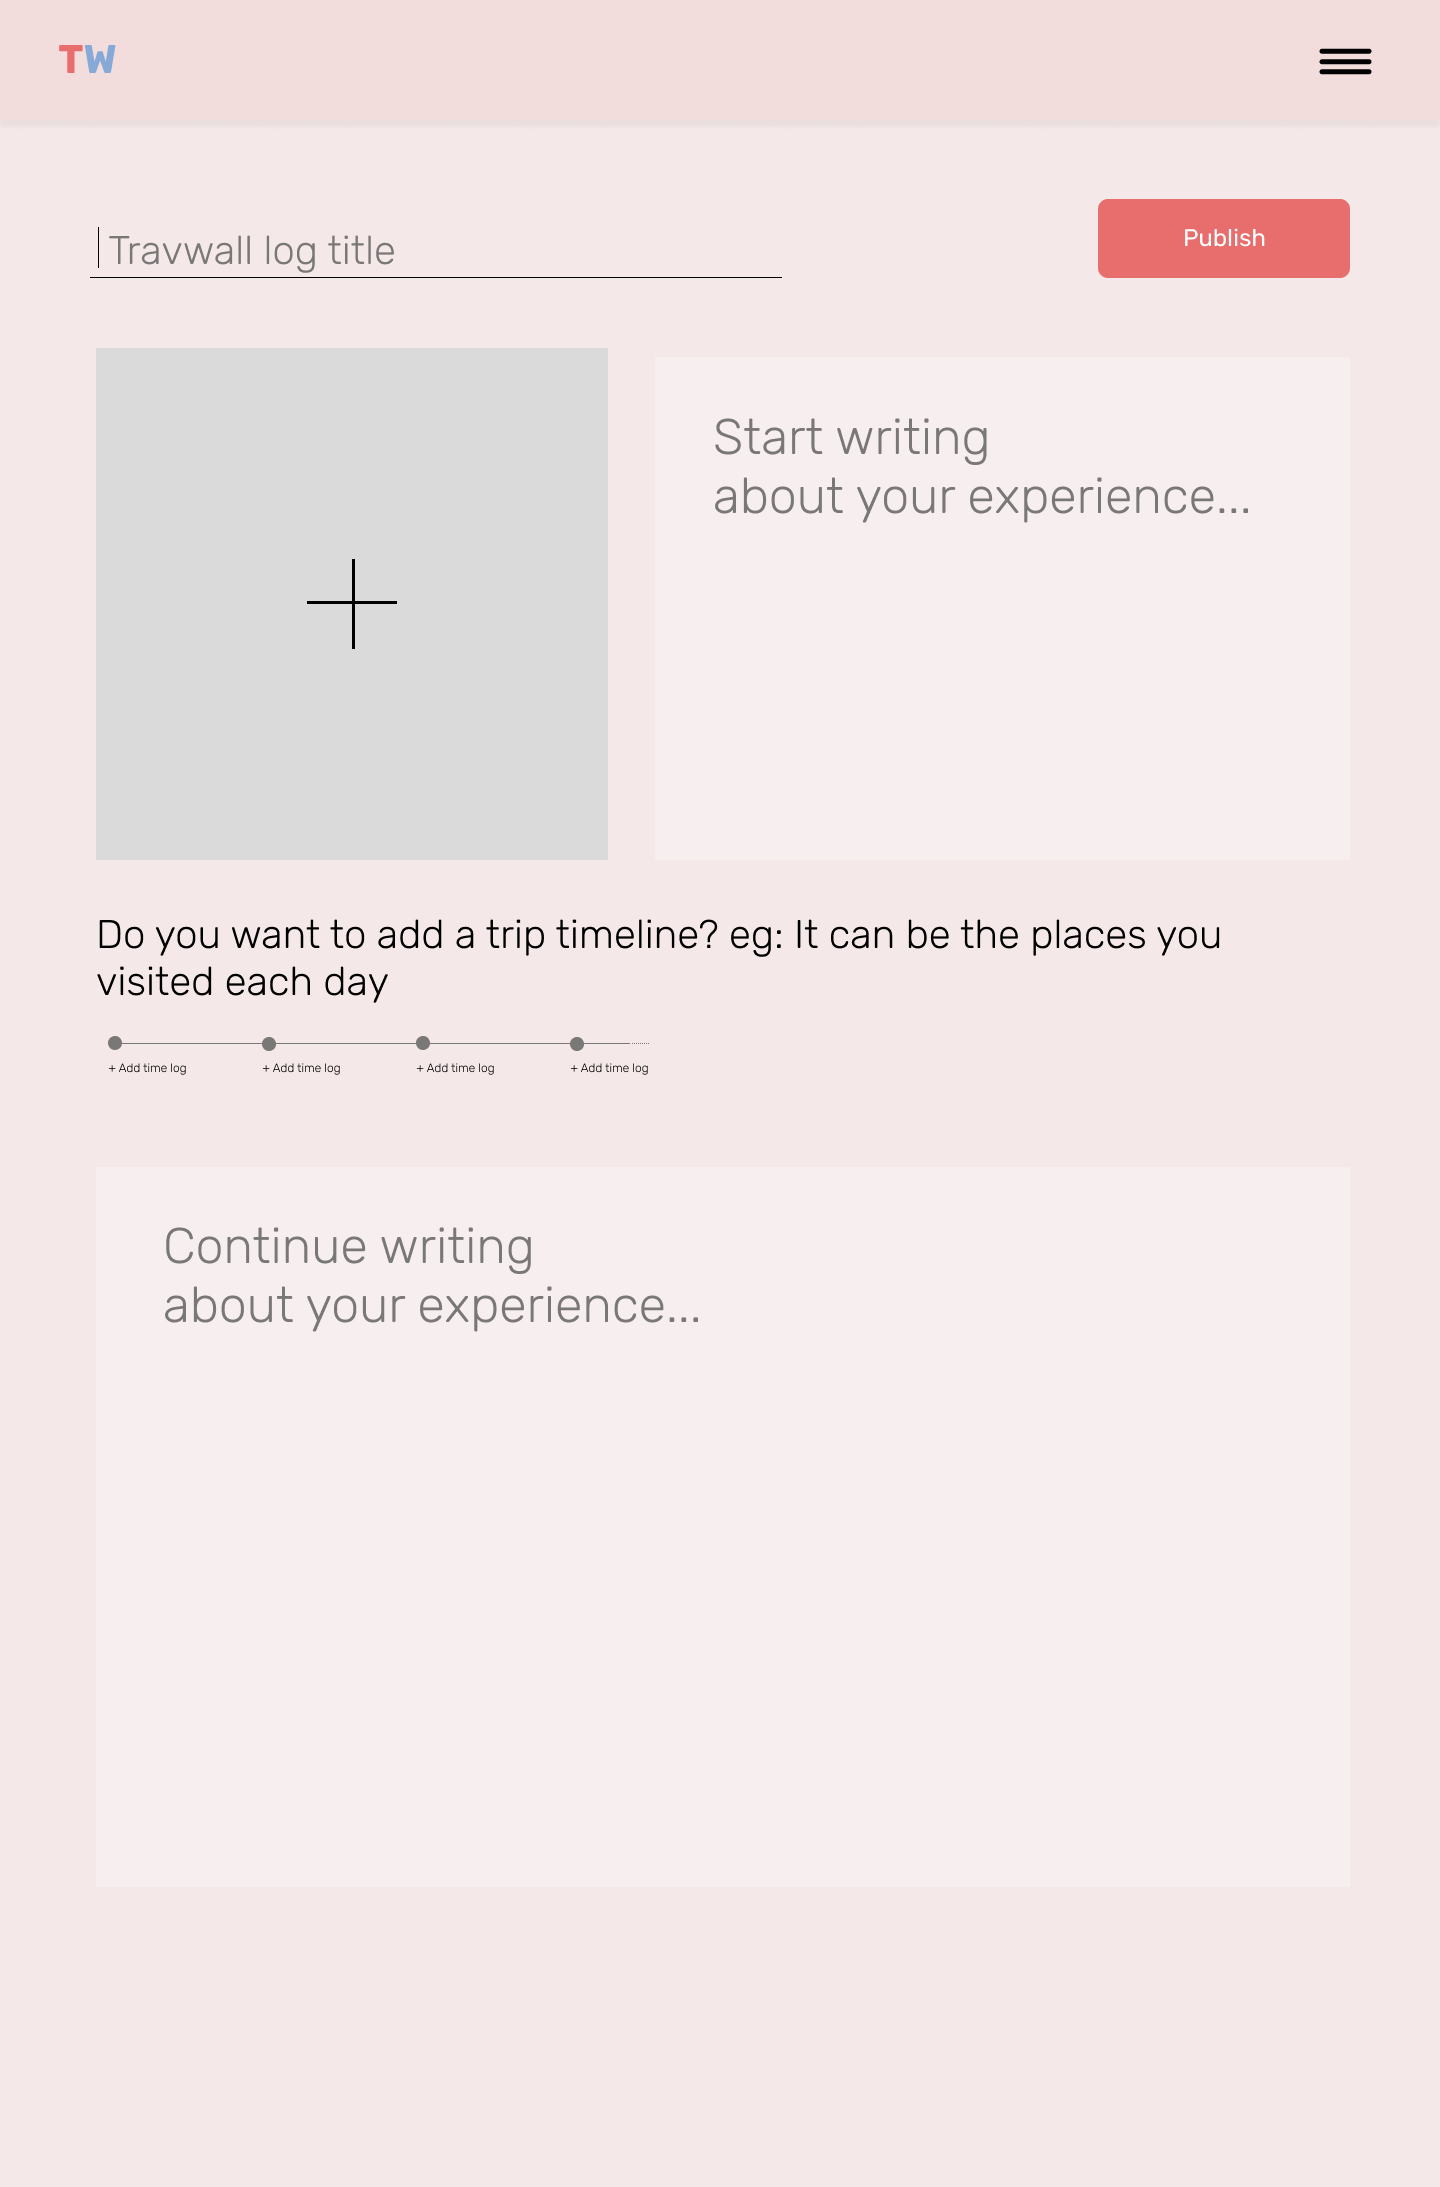 TW
Travwall log title
Publish
Start writing
about your experience...
Do you want to add a trip timeline? eg: It can be the places you
visited each day
+ Add time log
+ Add time log
+ Add time log
+ Add time log
Continue writing
about your experience...